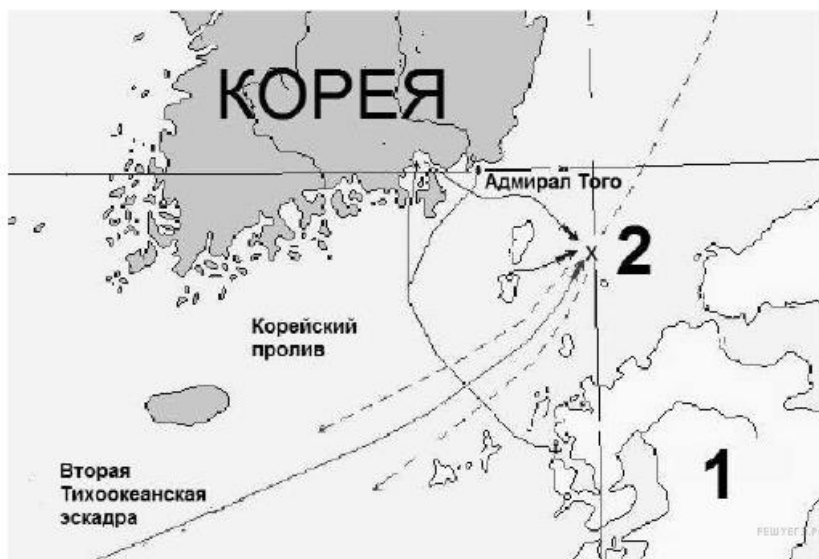 КОРЕЯ
Адмирал Того
2
Корейский
пролив
Вторая
Тихоокеанская
эскадра
1